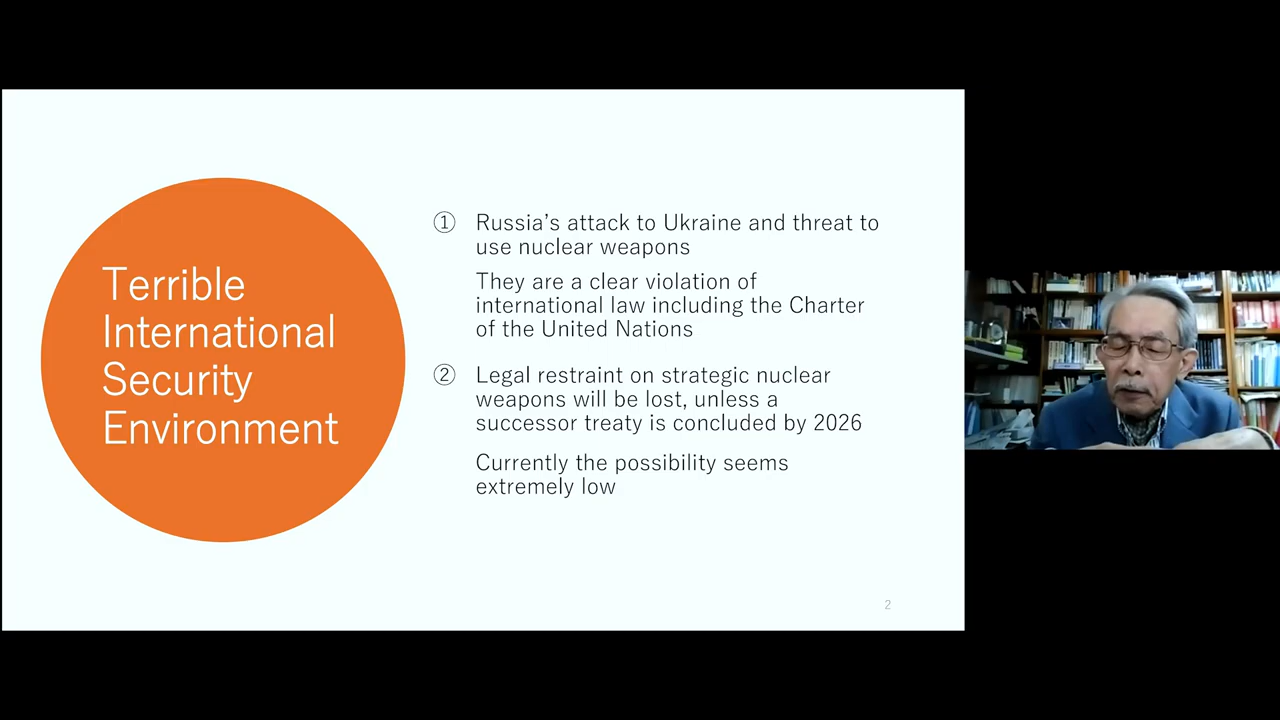 Terrible
International
Security
Environment
① Russia's attack to Ukraine and threat to
use nuclear weapons
They are a clear violation of
international law including the Charter
of the United Nations
② Legal restraint on strategic nuclear
weapons will be lost, unless a
successor treaty is concluded by 2026
Currently the possibility seems
extremely low
2